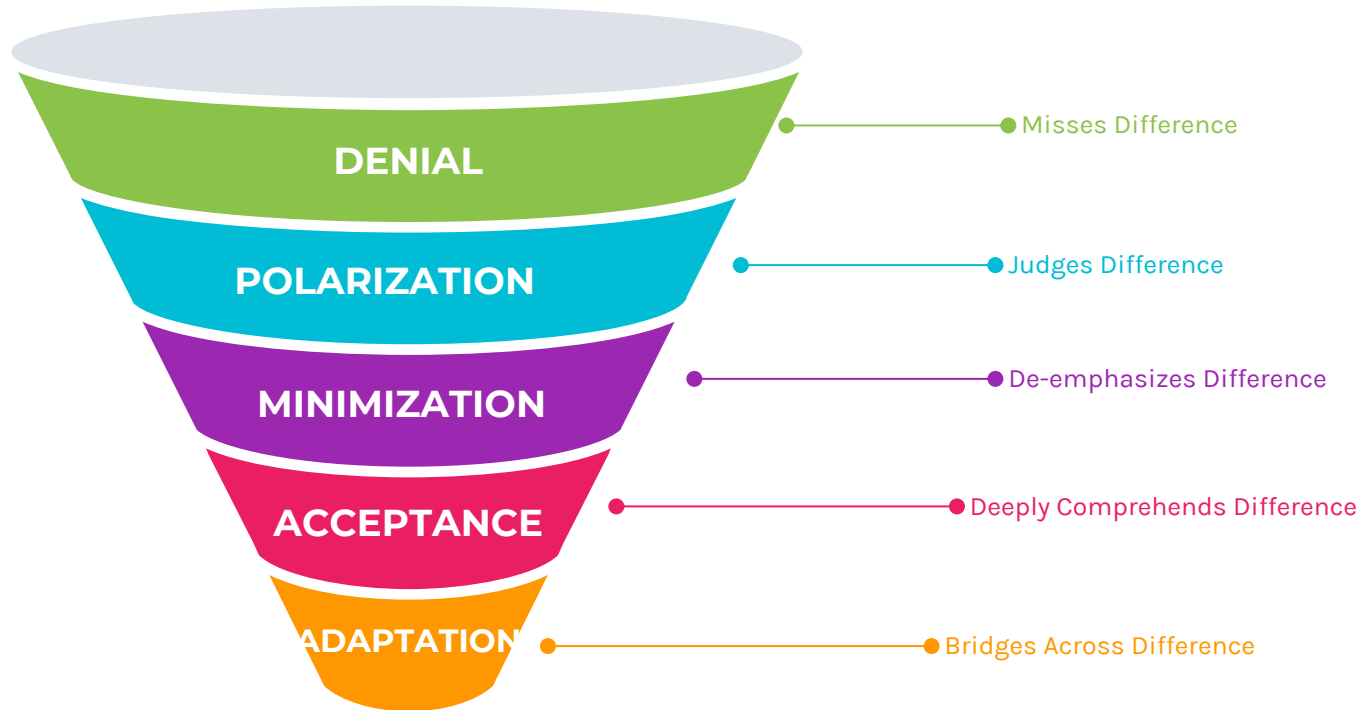 DENIAL
Misses Difference
POLARIZATION
Judges Difference
MINIMIZATION
De-emphasizes Difference
ACCEPTANCE
Deeply Comprehends Difference
ADAPTATION
Bridges Across Difference